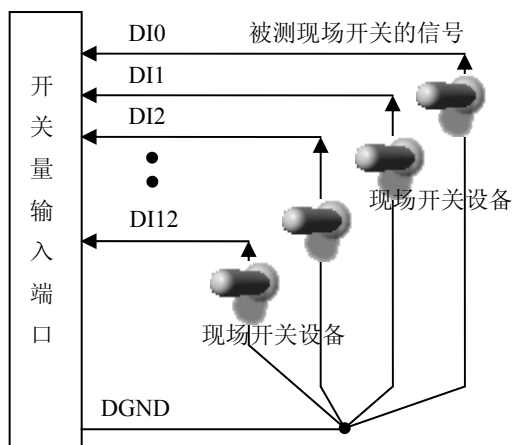 DI0
被测现场开关的信号
DI1
DI2
现场开关设备
DI12
现场开关设备
DGND
开
关
量
输
入
端
口